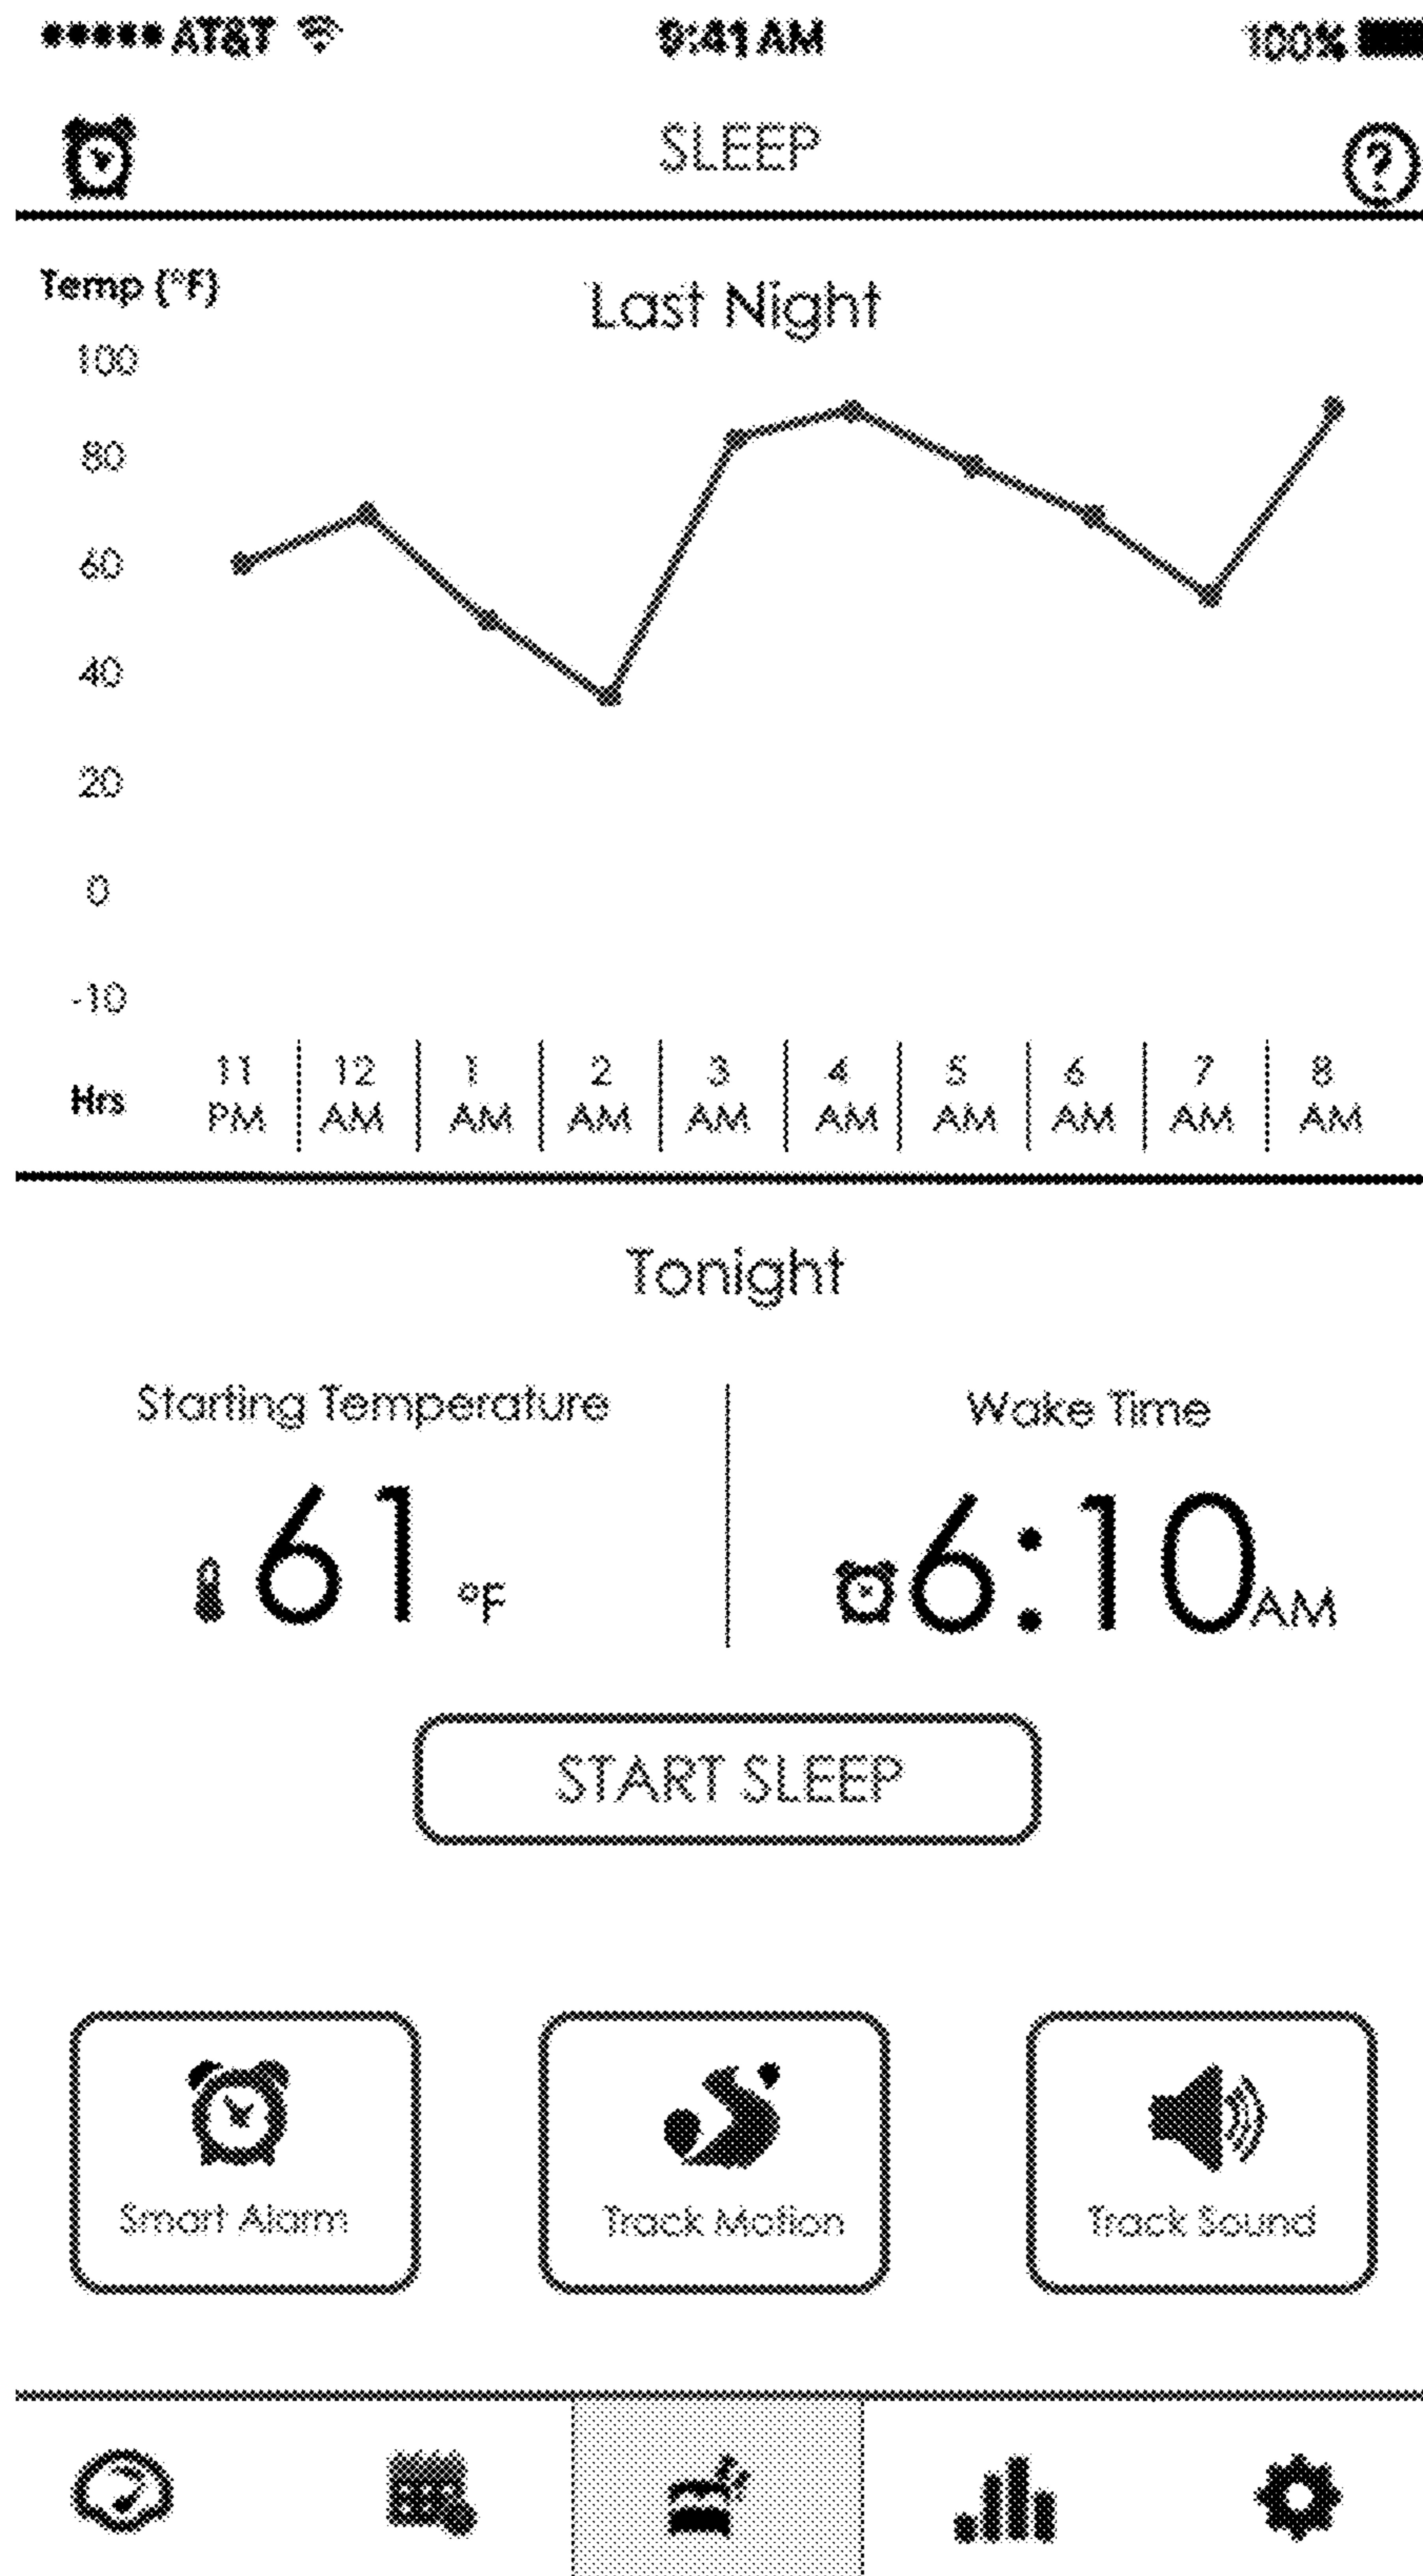 AT&T 9:41 AM 100%
SLEEP
Temp (°F)
Last Night
100
80
60
40
20
0
-10
Hrs
11 PM
12 AM
1 AM
2 AM
3 AM
4 AM
5 AM
6 AM
7 AM
8 AM
Tonight
Starting Temperature
61 °F
Wake Time
6:10 AM
START SLEEP
Smart Alarm
Track Motion
Track Sound